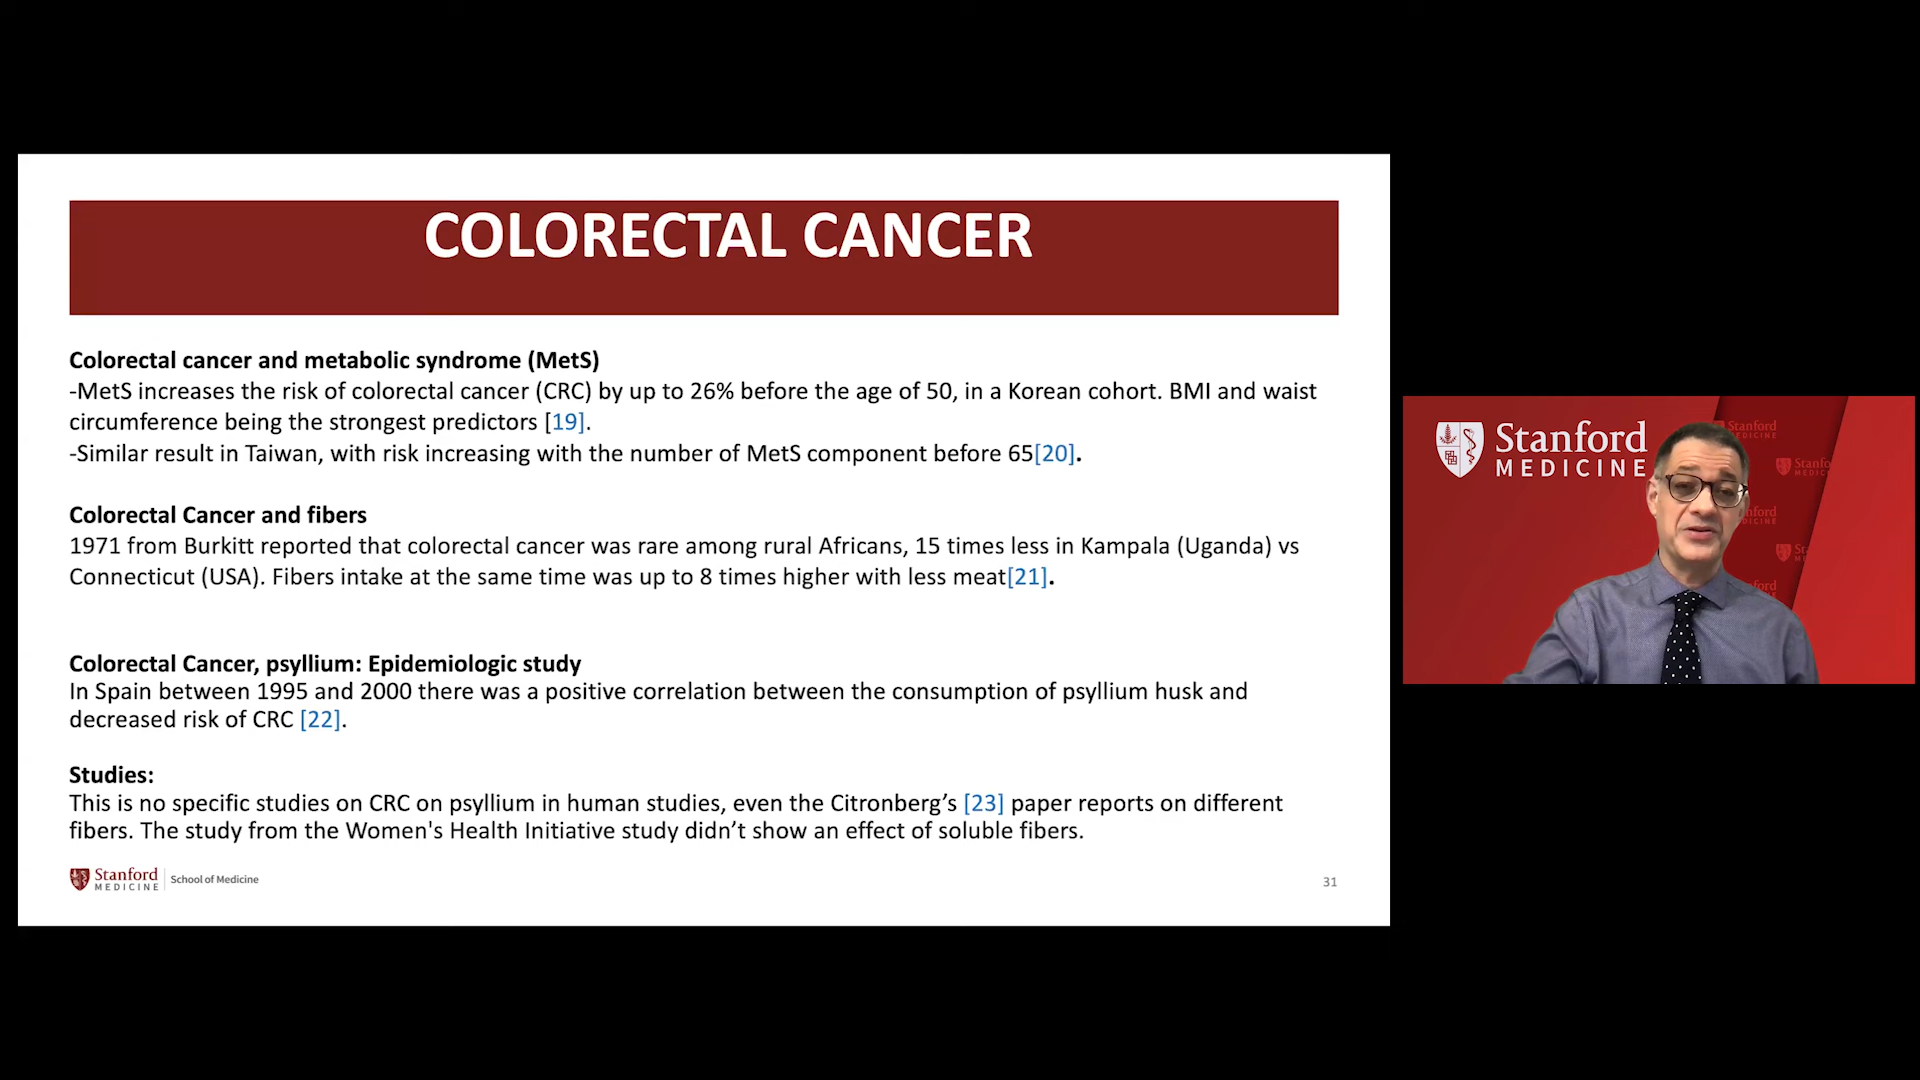 COLORECTAL CANCER
Colorectal cancer and metabolic syndrome (MetS)
-MetS increases the risk of colorectal cancer (CRC) by up to 26% before the age of 50, in a Korean cohort. BMI and waist
circumference being the strongest predictors [19].
-Similar result in Taiwan, with risk increasing with the number of MetS component before 65[20].
Colorectal Cancer and fibers
1971 from Burkitt reported that colorectal cancer was rare among rural Africans, 15 times less in Kampala (Uganda) vs
Connecticut (USA). Fibers intake at the same time was up to 8 times higher with less meat[21].
Colorectal Cancer, psyllium: Epidemiologic study
In Spain between 1995 and 2000 there was a positive correlation between the consumption of psyllium husk and
decreased risk of CRC [22].
Studies:
This is no specific studies on CRC on psyllium in human studies, even the Citronberg’s [23] paper reports on different
fibers. The study from the Women's Health Initiative study didn’t show an effect of soluble fibers.
Stanford
MEDICINE
School of Medicine
31
Stanford
MEDICINE
Stanford
MEDICINE